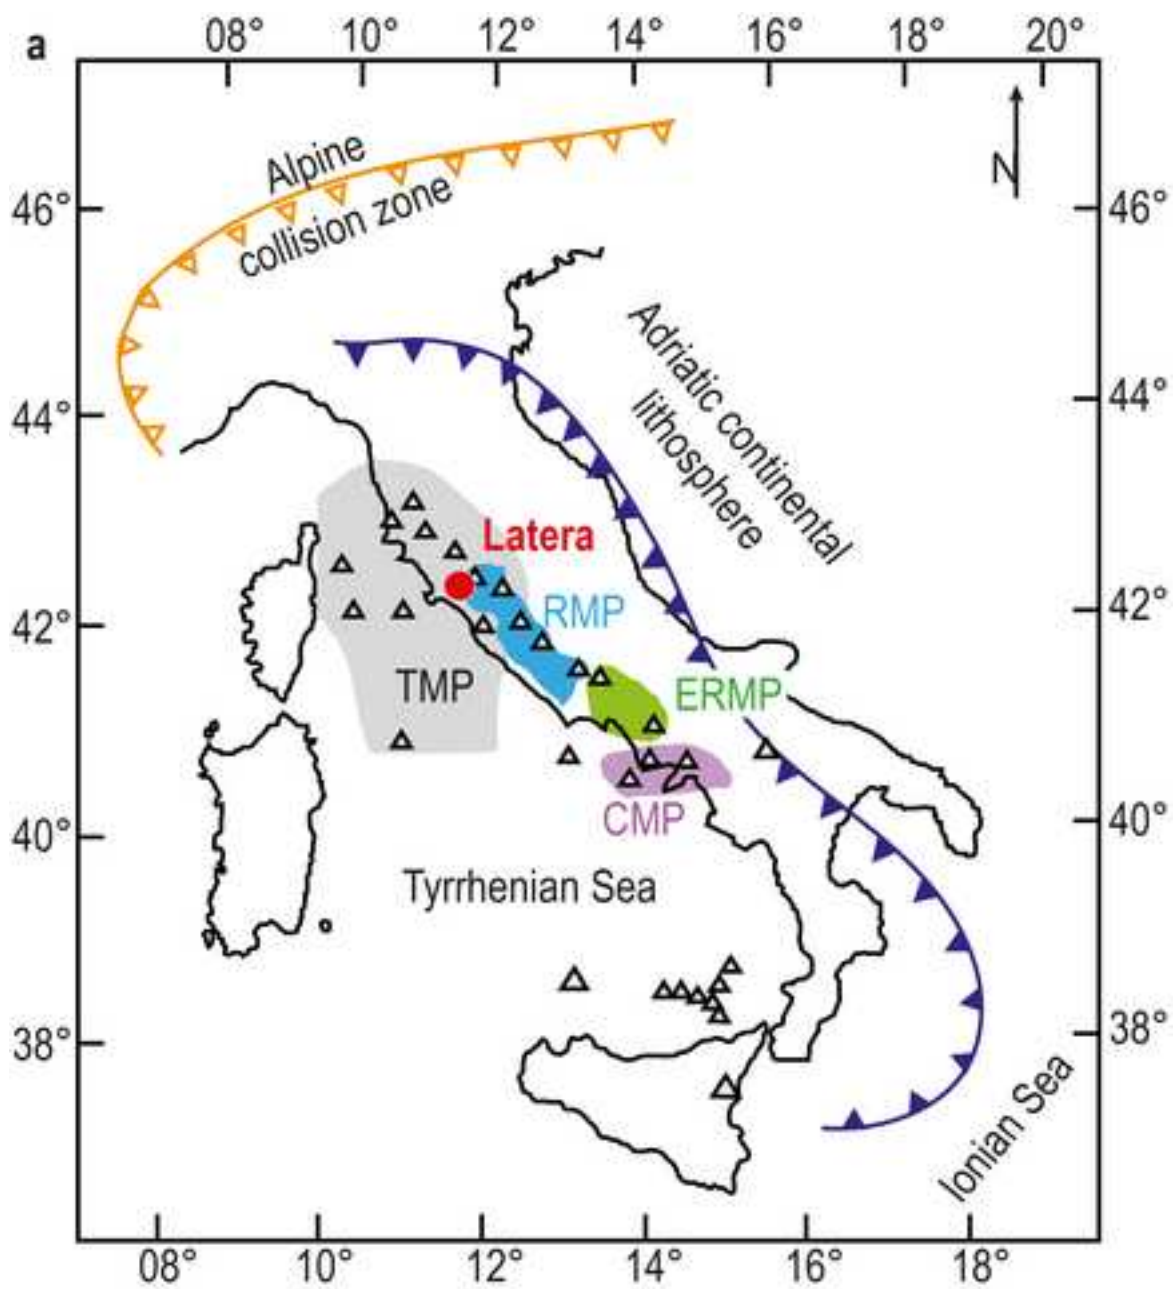 a
08° 10° 12° 14° 16° 18° 20°
N
Alpine
collision zone
46° 46°
Adriatic continental
lithosphere
44° 44°
Latera
RMP
42° 42°
TMP
ERMP
CMP
40° 40°
Tyrrhenian Sea
38° 38°
Ionian Sea
08° 10° 12° 14° 16° 18°